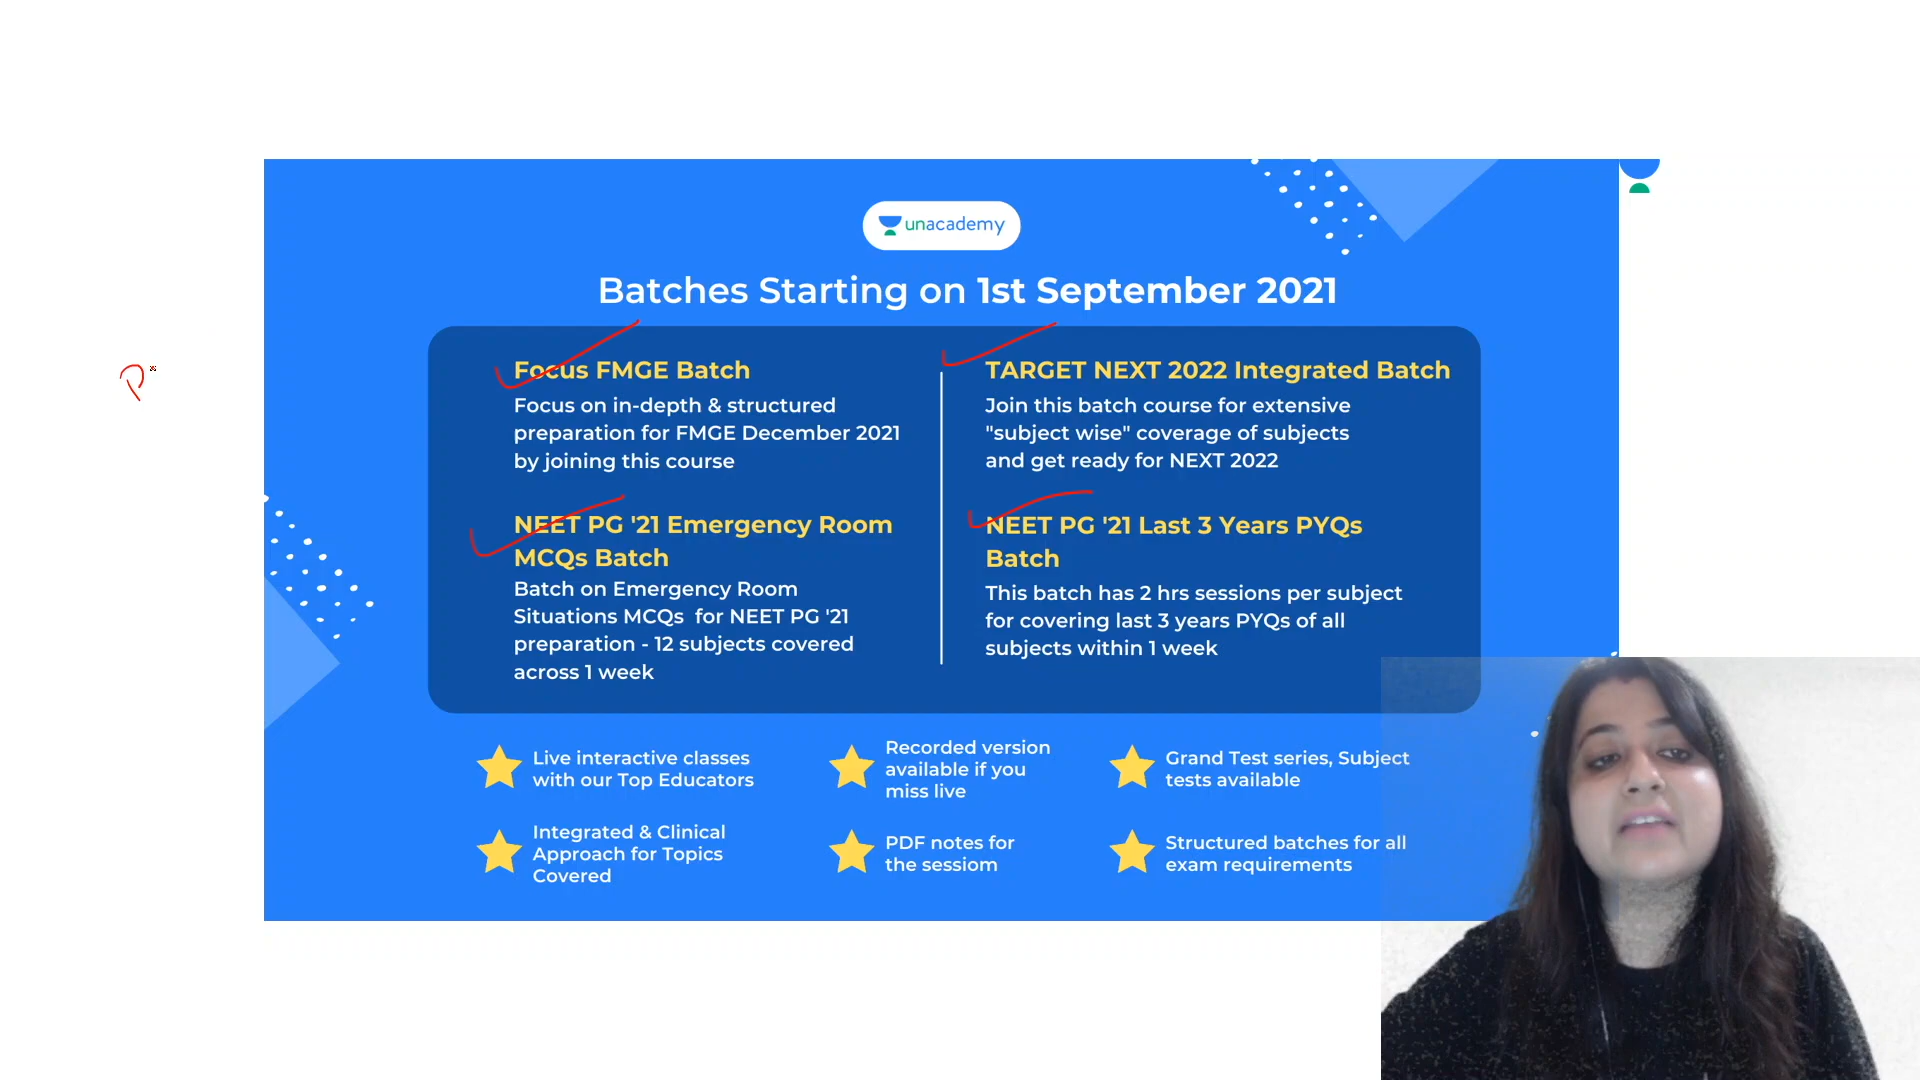 unacademy
Batches Starting on 1st September 2021
Focus FMGE Batch
Focus on in-depth & structured
preparation for FMGE December 2021
by joining this course
NEET PG '21 Emergency Room
MCQs Batch
Batch on Emergency Room
Situations MCQs for NEET PG '21
preparation - 12 subjects covered
across 1 week
TARGET NEXT 2022 Integrated Batch
Join this batch course for extensive
"subject wise" coverage of subjects
and get ready for NEXT 2022
NEET PG '21 Last 3 Years PYQs
Batch
This batch has 2 hrs sessions per subject
for covering last 3 years PYQs of all
subjects within 1 week
Live interactive classes
with our Top Educators
Recorded version
available if you
miss live
Grand Test series, Subject
tests available
Integrated & Clinical
Approach for Topics
Covered
PDF notes for
the sessiom
Structured batches for all
exam requirements